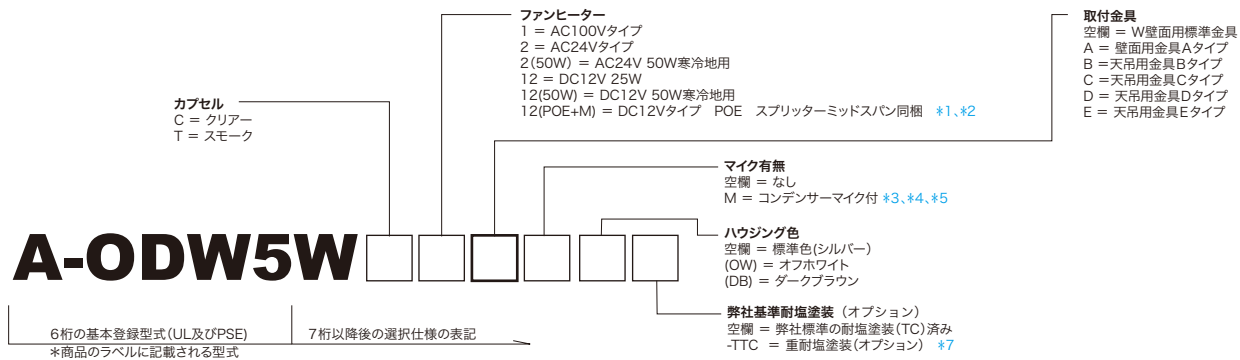 ファンヒーター
1 = AC100Vタイプ
2 = AC24Vタイプ
2(50W) = AC24V 50W寒冷地用
12 = DC12V 25W
12(50W) = DC12V 50W寒冷地用
12(POE+M) = DC12Vタイプ POE スプリッターミッドスパン同梱 *1、*2
取付金具
空欄 = W壁面用標準金具
A = 壁面用金具Aタイプ
B =天吊用金具Bタイプ
C =天吊用金具Cタイプ
D = 天吊用金具Dタイプ
E = 天吊用金具Eタイプ
カプセル
C = クリアー
T = スモーク
マイク有無
空欄 = なし
M = コンデンサーマイク付 *3、*4、*5
ハウジング色
空欄 = 標準色(シルバー)
(OW) = オフホワイト
(DB) = ダークブラウン
A-ODW5W
弊社基準耐塩塗装(オプション)
空欄 = 弊社標準の耐塩塗装(TC)済み
-TTC = 重耐塩塗装(オプション) *7
6桁の基本登録型式(UL及びPSE)
7桁以降後の選択仕様の表記
*商品のラベルに記載される型式